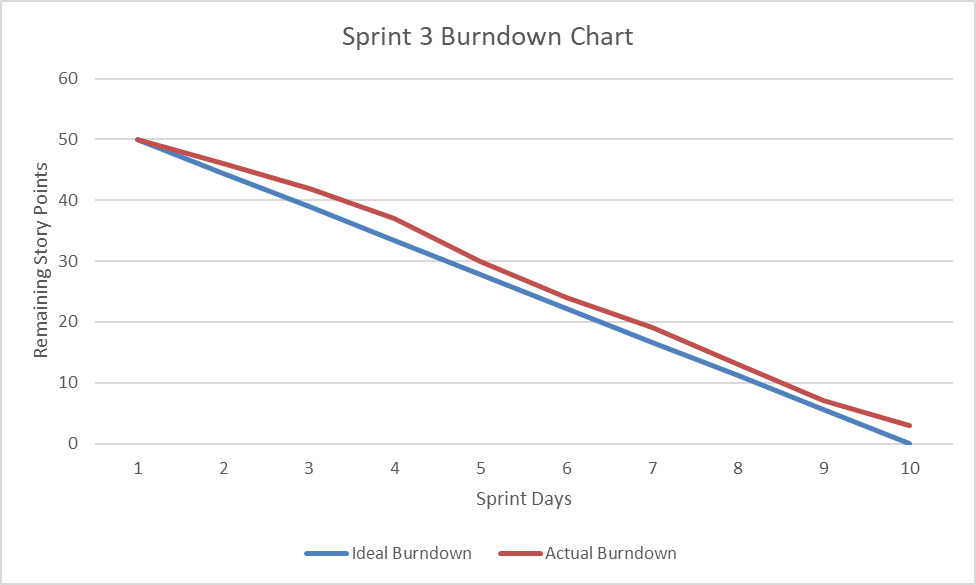 Sprint 3 Burndown Chart
60
50
40
30
20
10
0
Remaining Story Points
1 2 3 4 5 6 7 8 9 10
Sprint Days
Ideal Burndown Actual Burndown